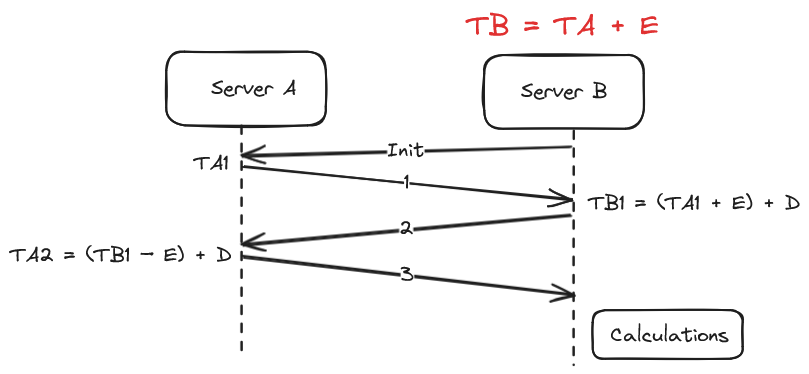 TB = TA + E
Server A
Server B
Init
TA1
1
TB1 = (TA1 + E) + D
2
TA2 = (TB1 - E) + D
3
Calculations